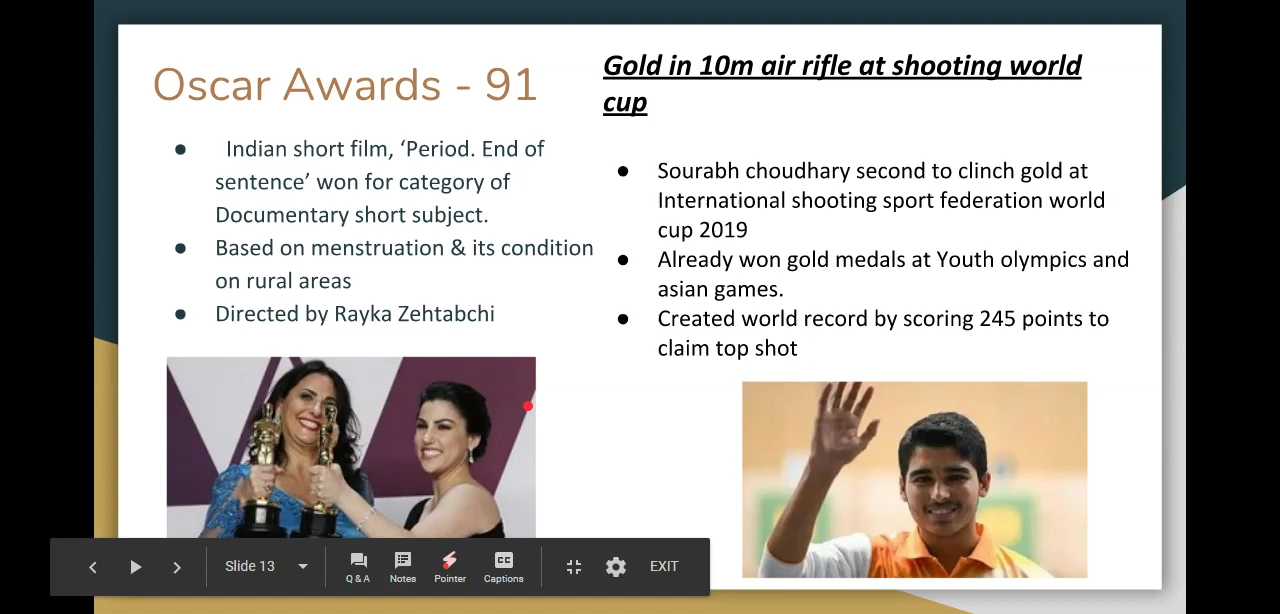 Oscar Awards - 91
● Indian short film, ‘Period. End of
sentence’ won for category of
Documentary short subject.
● Based on menstruation & its condition
on rural areas
● Directed by Rayka Zehtabchi
Gold in 10m air rifle at shooting world
cup
● Sourabh choudhary second to clinch gold at
International shooting sport federation world
cup 2019
● Already won gold medals at Youth olympics and
asian games.
● Created world record by scoring 245 points to
claim top shot
Slide 13
Q & A
Notes
Pointer
CC
Captions
EXIT